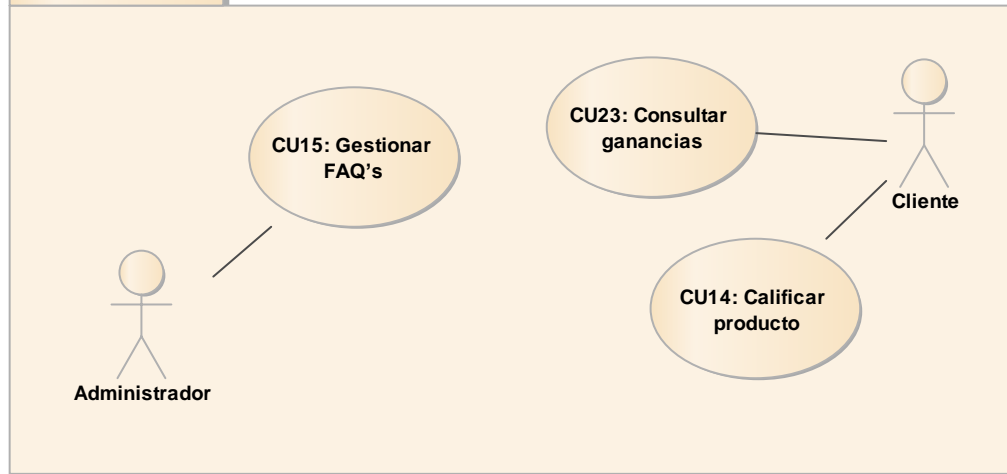 CU15: Gestionar
FAQ’s
CU23: Consultar
ganancias
Cliente
CU14: Calificar
producto
Administrador